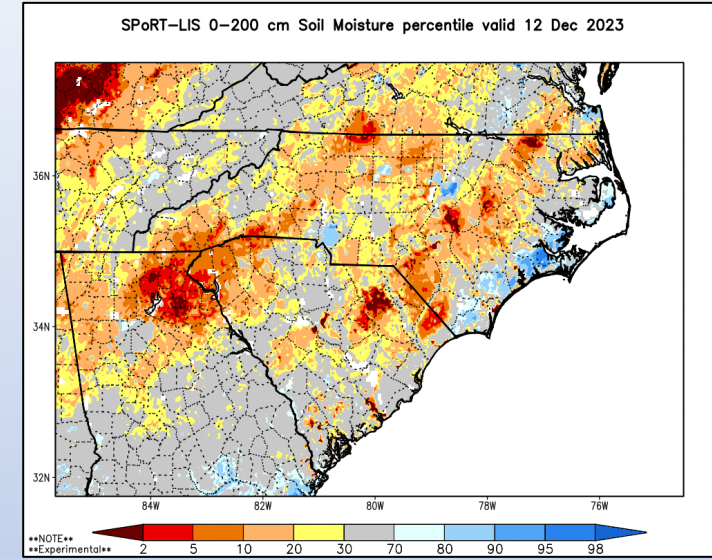 SPoRT-LIS 0-200 cm Soil Moisture percentile valid 12 Dec 2023
36N
34N
32N
84W 82W 80W 78W 76W
**NOTE**
**Experimental**
2 5 10 20 30 70 80 90 95 98